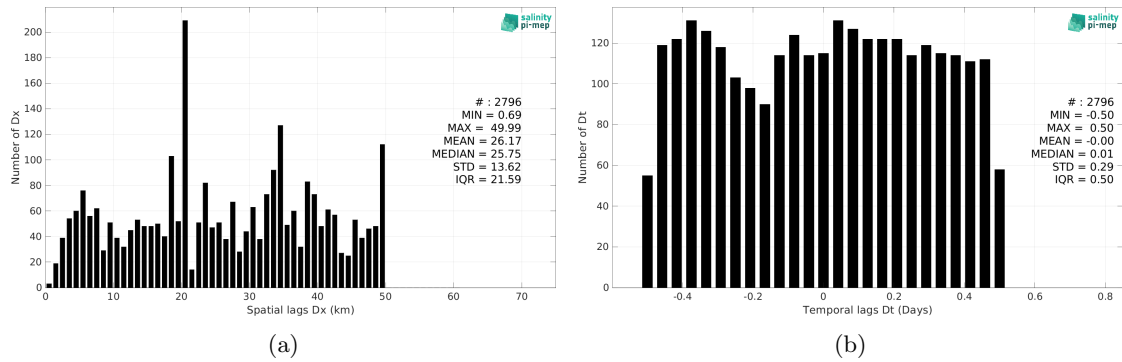 220
200
180
160
140
120
100
80
60
40
20
0
Number of Dx
0 10 20 30 40 50 60 70
Spatial lags Dx (km)
salinity
pi-mep
# : 2796
MIN = 0.69
MAX = 49.99
MEAN = 26.17
MEDIAN = 25.75
STD = 13.62
IQR = 21.59
(a)
120
100
80
60
40
20
0
Number of Dt
-0.4 -0.2 0 0.2 0.4 0.6 0.8
Temporal lags Dt (Days)
salinity
pi-mep
# : 2796
MIN = -0.50
MAX = 0.50
MEAN = -0.00
MEDIAN = 0.01
STD = 0.29
IQR = 0.50
(b)